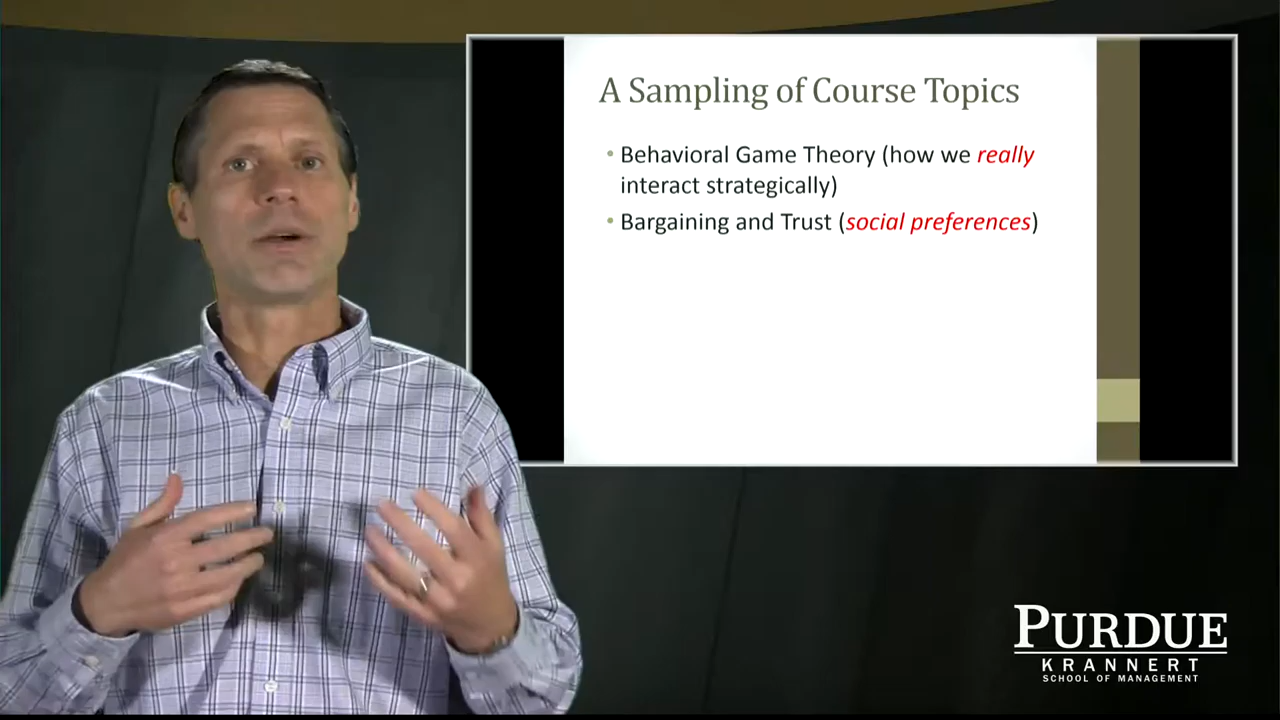 A Sampling of Course Topics
• Behavioral Game Theory (how we really
interact strategically)
• Bargaining and Trust (social preferences)
PURDUE
KRANNERT
SCHOOL OF MANAGEMENT